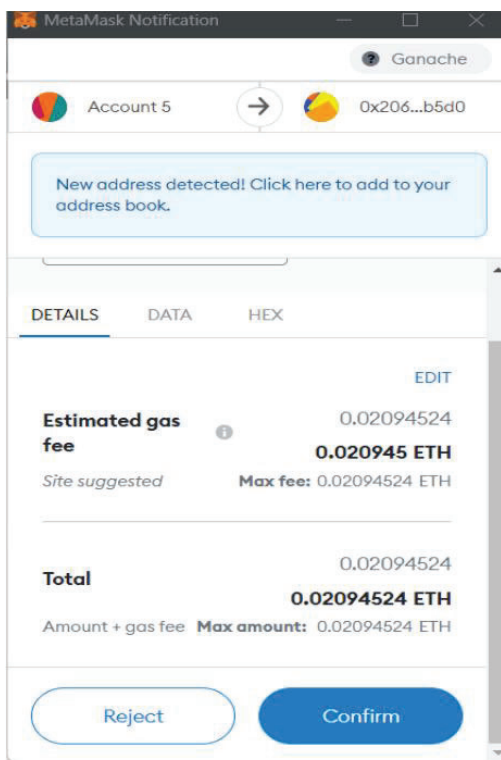 MetaMask Notification
Ganache
Account 5 0x206...b5d0
New address detected! Click here to add to your
address book.
DETAILS DATA HEX
EDIT
Estimated gas fee 0.02094524
0.020945 ETH
Site suggested Max fee: 0.02094524 ETH
Total 0.02094524
0.02094524 ETH
Amount + gas fee Max amount: 0.02094524 ETH
Reject Confirm